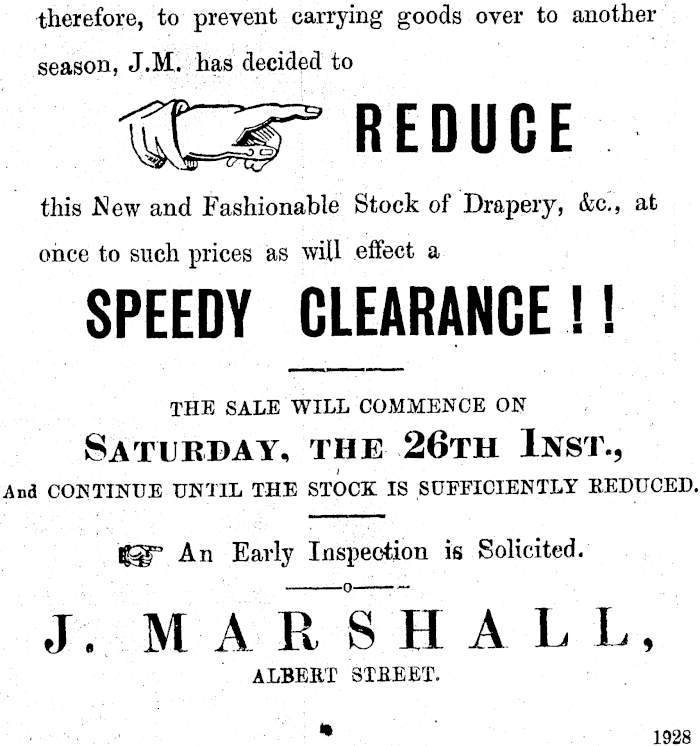 therefore, to prevent carrying goods over to another
season, J.M. has decided to
REDUCE
this New and Fashionable Stock of Drapery, &c., at
once to such prices as will effect a
SPEEDY CLEARANCE ! !
THE SALE WILL COMMENCE ON
SATURDAY, THE 26TH INST.,
And CONTINUE UNTIL THE STOCK IS SUFFICIENTLY REDUCED.
An Early Inspection is Solicited.
J. MARSHALL,
ALBERT STREET.
1928